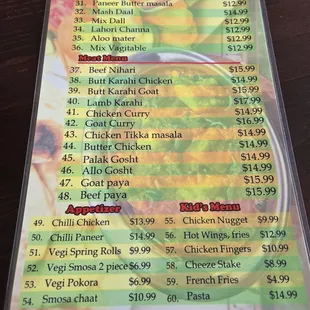 31. Paneer Butter masala $12.99
32. Mash Daal $14.99
33. Mix Dall $12.99
34. Lahori Channa $12.99
35. Aloo mater $12.99
36. Mix Vagitable $12.99
Meat Menu
37. Beef Nihari $15.99
38. Butt Karahi Chicken $14.99
39. Butt Karahi Goat $15.99
40. Lamb Karahi $17.99
41. Chicken Curry $14.99
42. Goat Curry $16.99
43. Chicken Tikka masala $14.99
44. Butter Chicken $14.99
45. Palak Gosht $14.99
46. Allo Gosht $14.99
47. Goat paya $15.99
48. Beef paya $15.99
Appetizer
49. Chilli Chicken $13.99
50. Chilli Paneer $14.99
51. Vegi Spring Rolls $9.99
52. Vegi Smosa 2 piece $6.99
53. Vegi Pokora $6.99
54. Smosa chaat $10.99
Kid's Menu
55. Chicken Nugget $9.99
56. Hot Wings, fries $12.99
57. Chicken Fingers $10.99
58. Cheeze Stake $8.99
59. French Fries $4.99
60. Pasta $14.99